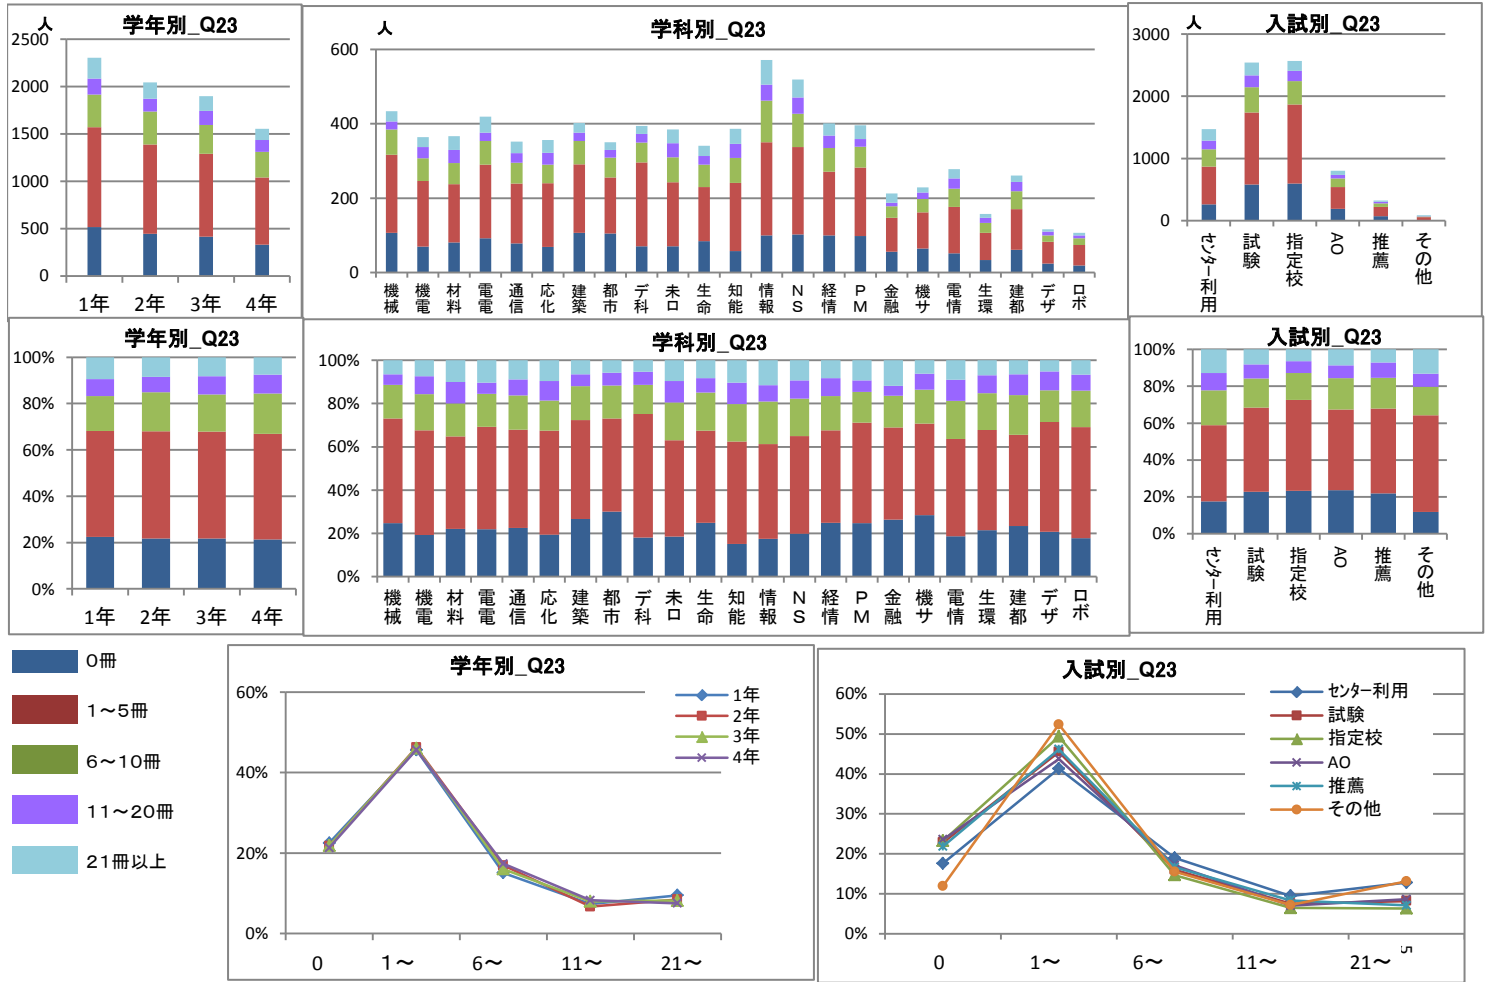 学年別_Q23
人
2500
2000
1500
1000
500
0
1年 2年 3年 4年
学科別_Q23
人
600
400
200
0
機械 機電 材料 電電 通信 応化 建築 都市 デ科 未ロ 生命 知能 情報 NS 経情 PM 金融 機サ 電情 生環 建都 デザ ロボ
入試別_Q23
人
3000
2000
1000
0
センター利用 試験 指定校 AO 推薦 その他
学年別_Q23
100%
80%
60%
40%
20%
0%
1年 2年 3年 4年
学科別_Q23
100%
80%
60%
40%
20%
0%
機械 機電 材料 電電 通信 応化 建築 都市 デ科 未ロ 生命 知能 情報 NS 経情 PM 金融 機サ 電情 生環 建都 デザ ロボ
入試別_Q23
100%
80%
60%
40%
20%
0%
センター利用 試験 指定校 AO 推薦 その他
0冊
1～5冊
6～10冊
11～20冊
21冊以上
学年別_Q23
60%
40%
20%
0%
0 1～ 6～ 11～ 21～
1年
2年
3年
4年
入試別_Q23
60%
50%
40%
30%
20%
10%
0%
0 1～ 6～ 11～ 21～
センター利用
試験
指定校
AO
推薦
その他